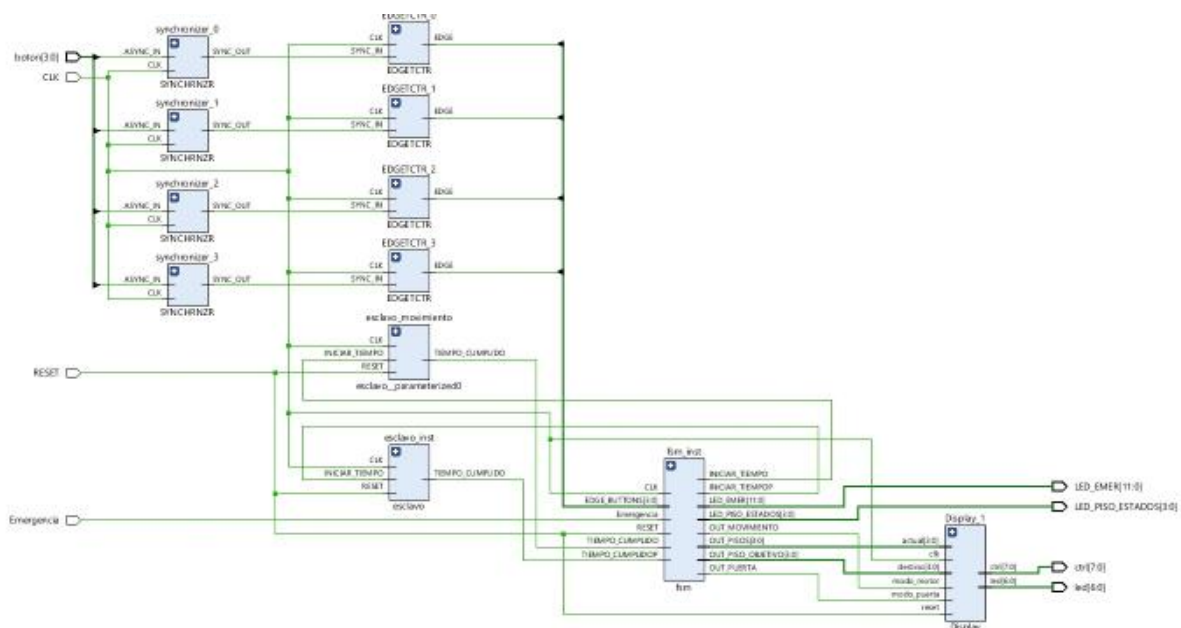 EDGETCTR_0
synchronizer_0
CLK
EDGE
boton[3:0]
ASYNC_IN
SYNC_OUT
SYNC_IN
CLK
CLK
EDGETCTR
SYNCHRNZR
EDGETCTR_1
synchronizer_1
CLK
EDGE
ASYNC_IN
SYNC_OUT
SYNC_IN
CLK
EDGETCTR
SYNCHRNZR
EDGETCTR_2
synchronizer_2
CLK
EDGE
ASYNC_IN
SYNC_OUT
SYNC_IN
CLK
EDGETCTR
SYNCHRNZR
EDGETCTR_3
synchronizer_3
CLK
EDGE
ASYNC_IN
SYNC_OUT
SYNC_IN
CLK
EDGETCTR
SYNCHRNZR
esclavo_movimiento
CLK
INICIAR_TIEMPO
TIEMPO_CUMPLIDO
RESET
RESET
esclavo__parameterized0
esclavo_inst
CLK
INICIAR_TIEMPO
TIEMPO_CUMPLIDO
RESET
esclavo
fsm_inst
INICIAR_TIEMPO
CLK
INICIAR_TIEMPOP
EDGE_BUTTONS[3:0]
LED_EMER[11:0]
LED_EMER[11:0]
Emergencia
Emergencia
LED_PISO_ESTADOS[3:0]
LED_PISO_ESTADOS[3:0]
RESET
OUT_MOVIMIENTO
TIEMPO_CUMPLIDO
OUT_PISOS[3:0]
TIEMPO_CUMPLIDOP
OUT_PISO_OBJETIVO[3:0]
OUT_PUERTA
fsm
Display_1
actual[3:0]
clk
destino[3:0]
ctrl[7:0]
ctrl[7:0]
modo_motor
led[6:0]
led[6:0]
modo_puerta
reset
Display